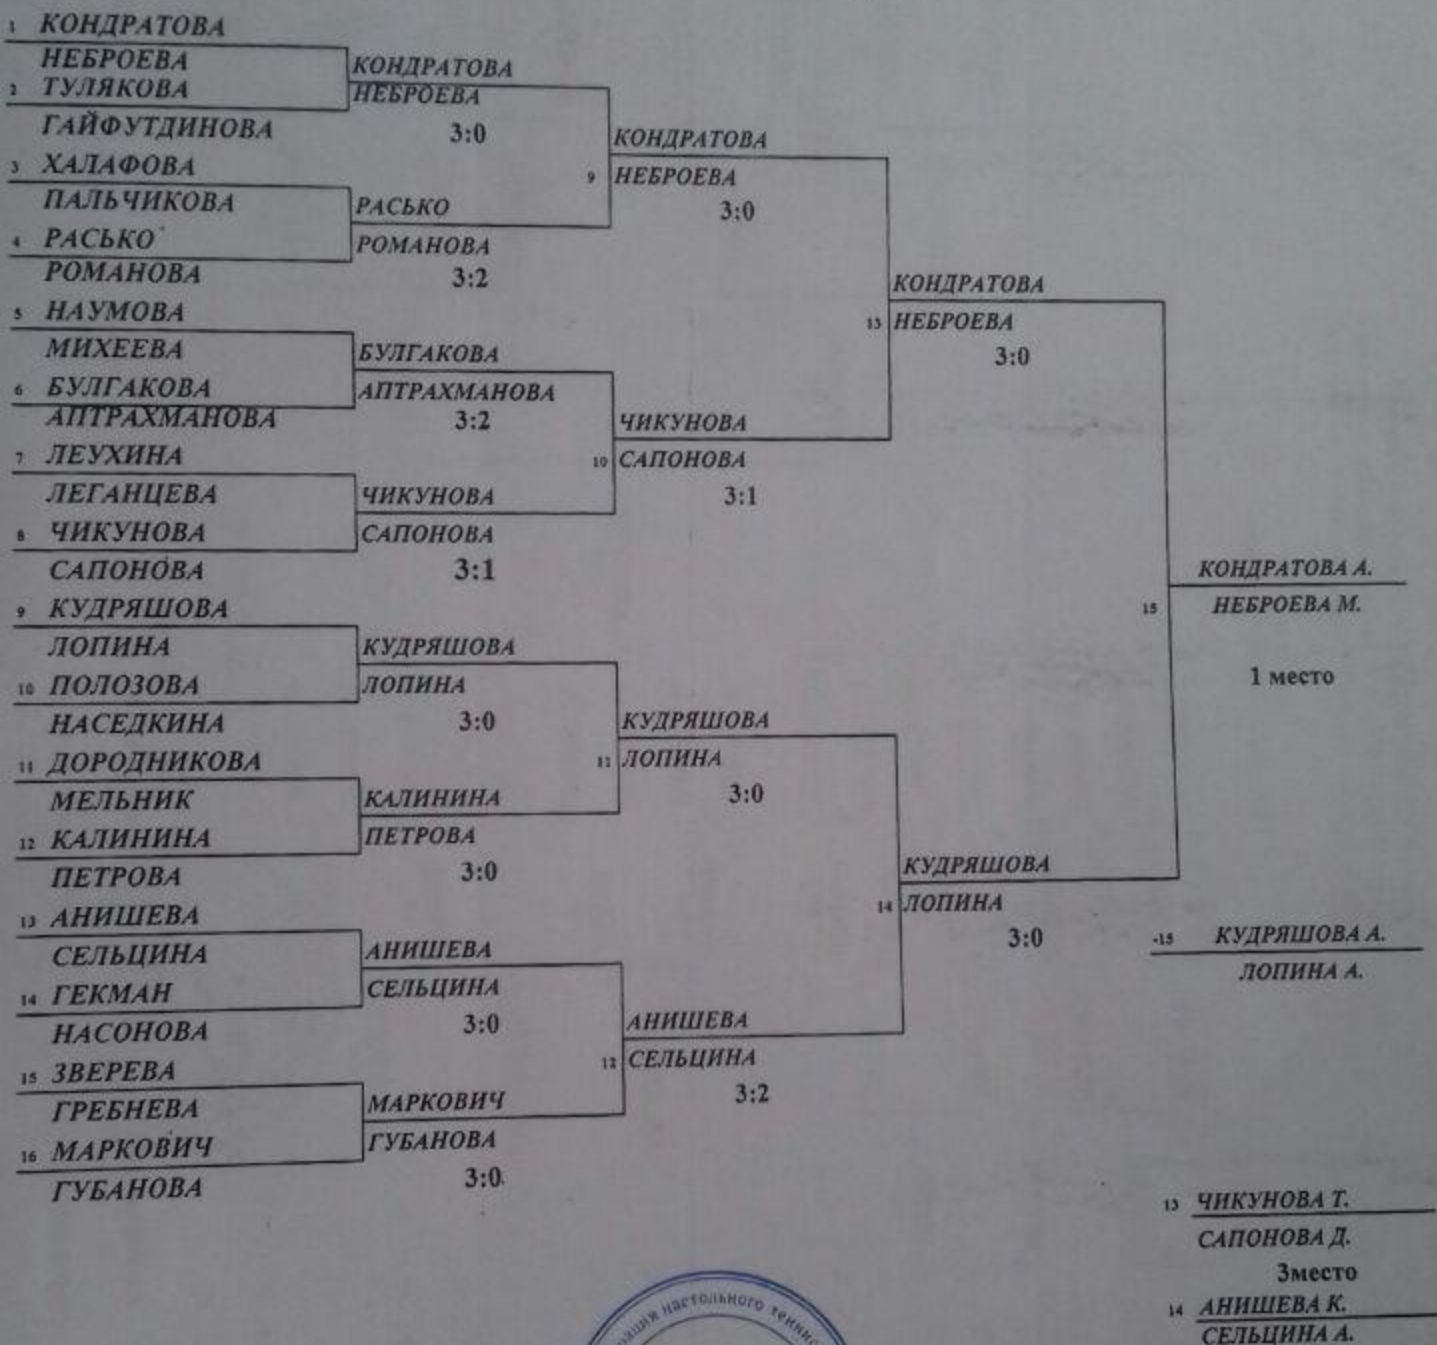 1 КОНДРАТОВА
НЕБРОЕВА
2 ТУЛЯКОВА
ГАЙФУТДИНОВА
3 ХАЛАФОВА
ПАЛЬЧИКОВА
4 РАСЬКО
РОМАНОВА
5 НАУМОВА
МИХЕЕВА
6 БУЛГАКОВА
АПТРАХМАНОВА
7 ЛЕУХИНА
ЛЕГАНЦЕВА
8 ЧИКУНОВА
САПОНОВА
9 КУДРЯШОВА
ЛОПИНА
10 ПОЛОЗОВА
НАСЕДКИНА
11 ДОРОДНИКОВА
МЕЛЬНИК
12 КАЛИНИНА
ПЕТРОВА
13 АНИШЕВА
СЕЛЬЦИНА
14 ГЕКМАН
НАСОНОВА
15 ЗВЕРЕВА
ГРЕБНЕВА
16 МАРКОВИЧ
ГУБАНОВА
КОНДРАТОВА
НЕБРОЕВА
3:0
РАСЬКО
РОМАНОВА
3:2
БУЛГАКОВА
АПТРАХМАНОВА
3:2
ЧИКУНОВА
САПОНОВА
3:1
КУДРЯШОВА
ЛОПИНА
3:0
КАЛИНИНА
ПЕТРОВА
3:0
АНИШЕВА
СЕЛЬЦИНА
3:0
МАРКОВИЧ
ГУБАНОВА
3:0
КОНДРАТОВА
9 НЕБРОЕВА
3:0
ЧИКУНОВА
10 САПОНОВА
3:1
КУДРЯШОВА
11 ЛОПИНА
3:0
АНИШЕВА
12 СЕЛЬЦИНА
3:2
КОНДРАТОВА
13 НЕБРОЕВА
3:0
КУДРЯШОВА
14 ЛОПИНА
3:0
КОНДРАТОВА А.
15 НЕБРОЕВА М.
1 место
-15 КУДРЯШОВА А.
ЛОПИНА А.
13 ЧИКУНОВА Т.
САПОНОВА Д.
3место
14 АНИШЕВА К.
СЕЛЬЦИНА А.
настольного